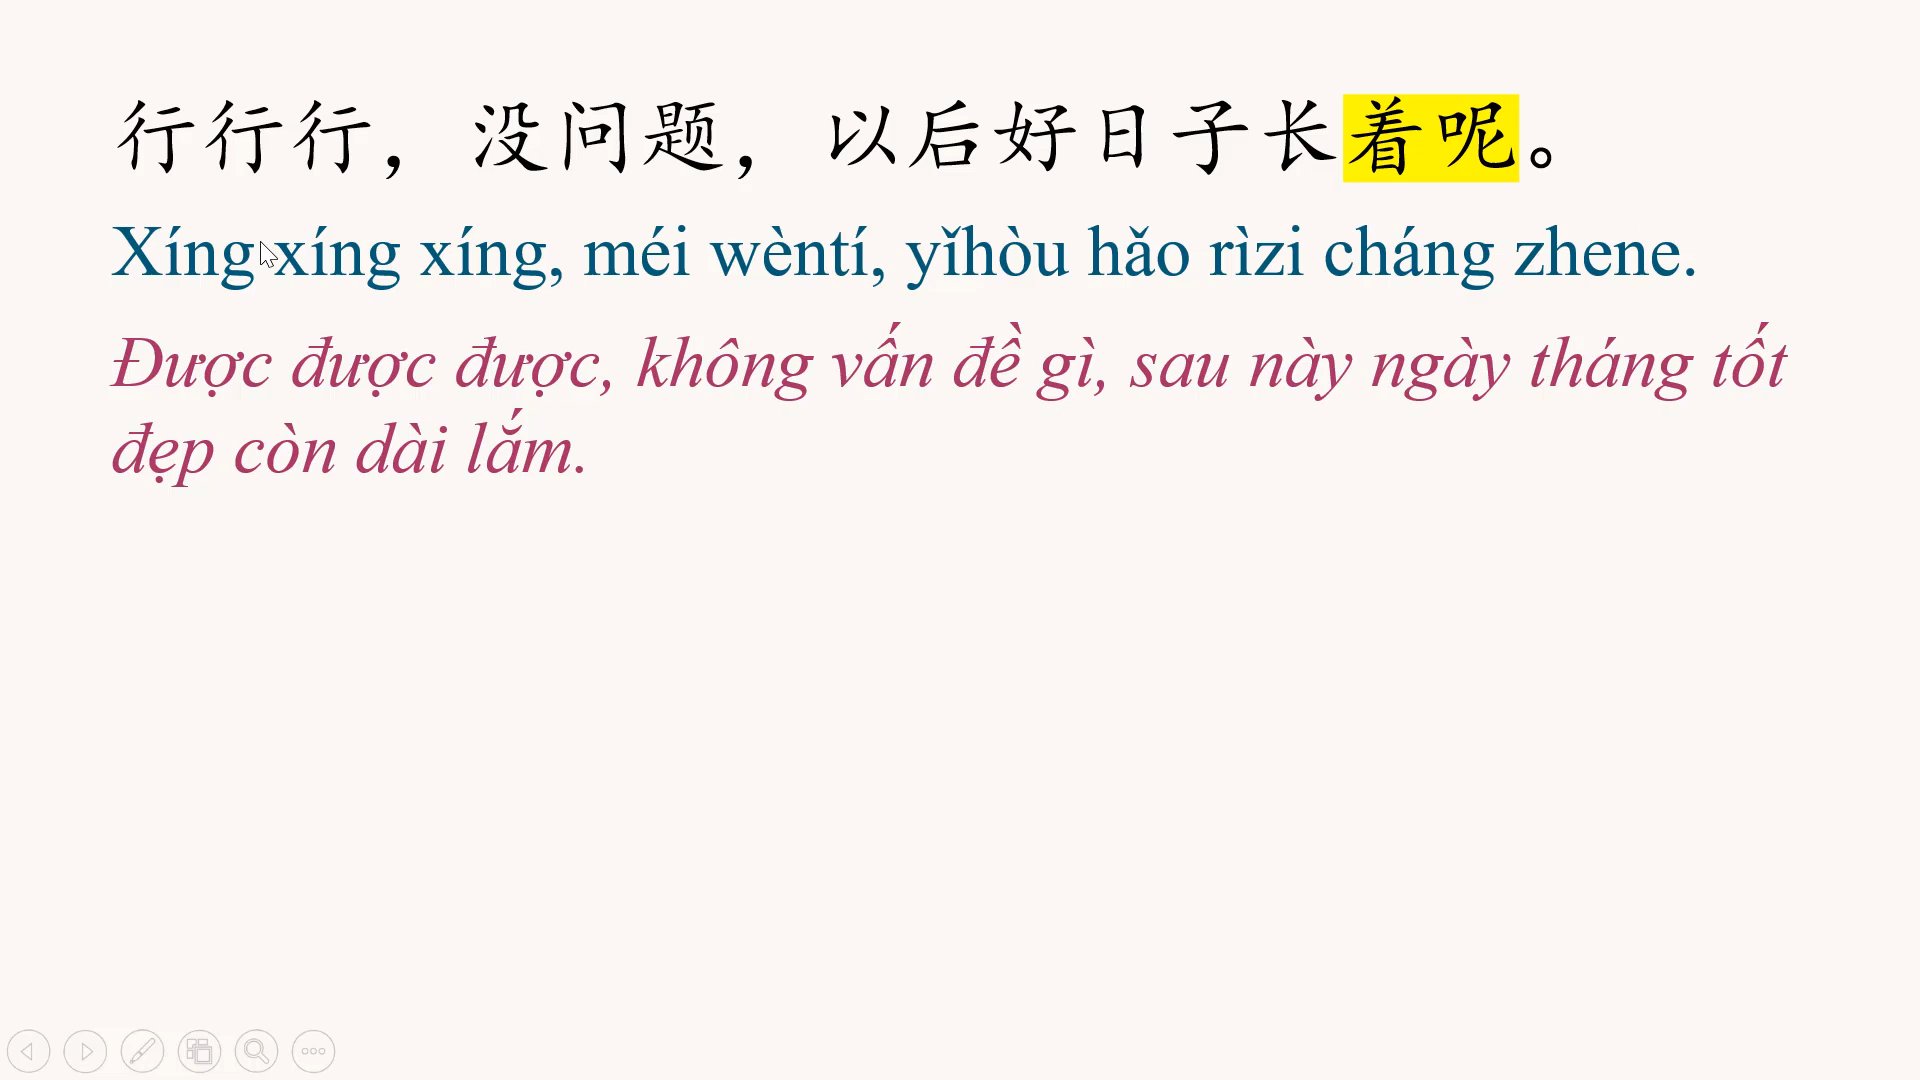 行行行，没问题，以后好日子长着呢。
Xíng xíng xíng, méi wèntí, yǐhòu hǎo rìzi cháng zhene.
Được được được, không vấn đề gì, sau này ngày tháng tốt
đẹp còn dài lắm.